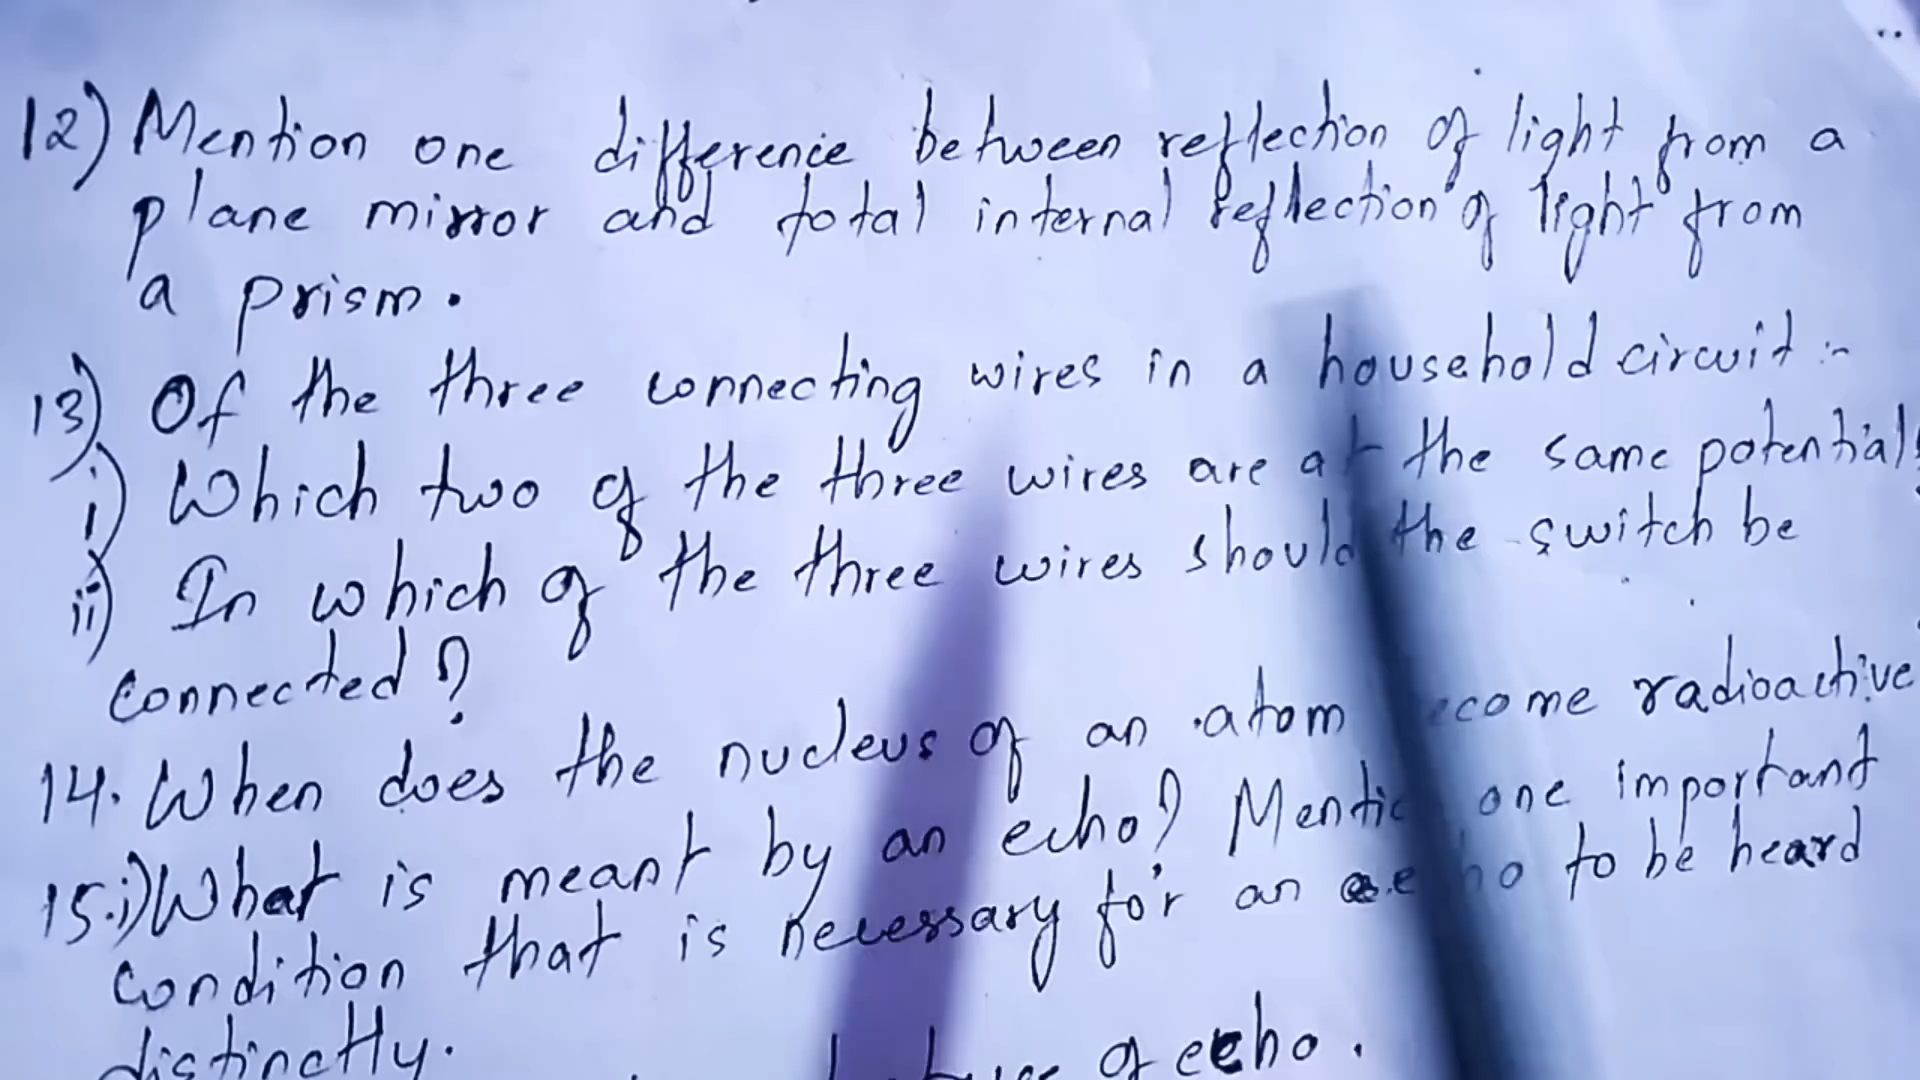 12) Mention one difference between reflection of light from a
plane mirror and total internal reflection of light from
a prism.
13) Of the three connecting wires in a household circuit :-
i) Which two of the three wires are at the same potential
ii) In which of the three wires should the switch be
connected?
14. When does the nucleus of an atom radioactive
15.i) What is meant by an echo? one important
condition that is necessary for an to be heard
distinctly.
of echo.